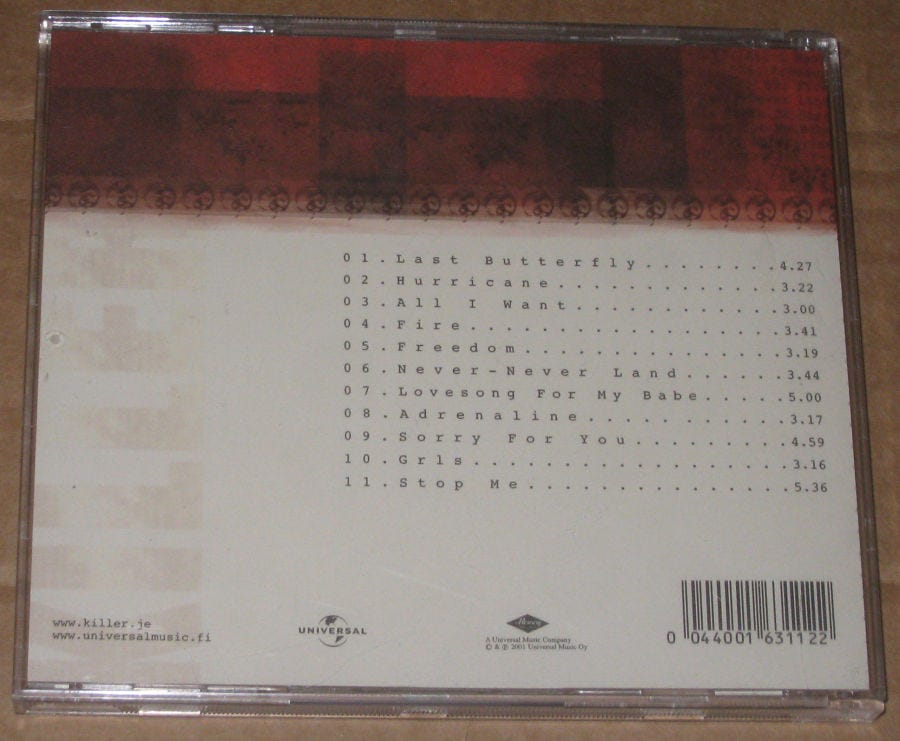 01. Last Butterfly........4.27
02. Hurricane.............3.22
03. All I Want............3.00
04. Fire..................3.41
05. Freedom...............3.19
06. Never-Never Land......3.44
07. Lovesong For My Babe.....5.00
08. Adrenaline............3.17
09. Sorry For You.........4.59
10. Grls...................3.16
11. Stop Me...............5.36
www.killer.je
www.universalmusic.fi
UNIVERSAL
Mercury
A Universal Music Company
© & ℗ 2001 Universal Music Oy
0 044001 631122